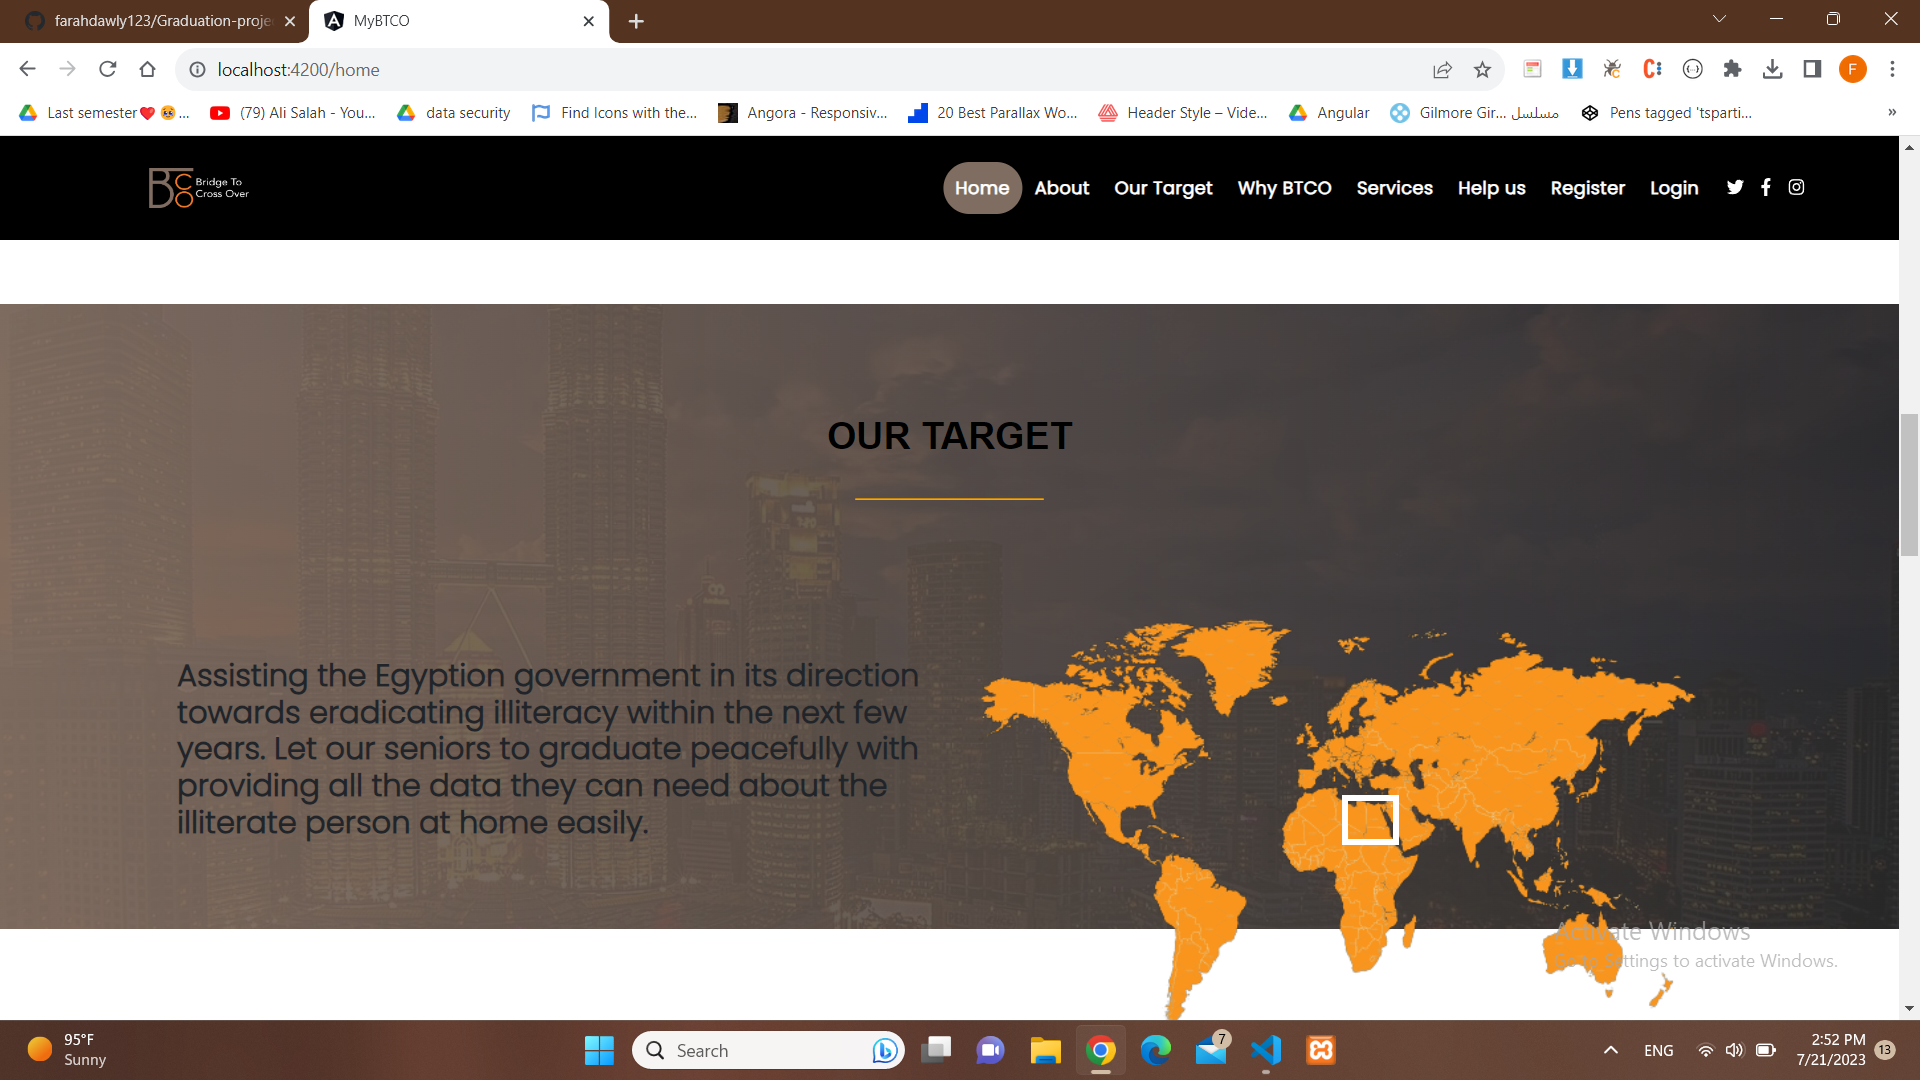 farahdawly123/Graduation-proje
MyBTCO
localhost:4200/home
Last semester❤️🥺...
(79) Ali Salah - You...
data security
Find Icons with the...
Angora - Responsiv...
20 Best Parallax Wo...
Header Style – Vide...
Angular
Gilmore Gir... مسلسل
Pens tagged 'tsparti...
»
BTCO Bridge To
Cross Over
Home
About
Our Target
Why BTCO
Services
Help us
Register
Login
OUR TARGET
Assisting the Egyption government in its direction
towards eradicating illiteracy within the next few
years. Let our seniors to graduate peacefully with
providing all the data they can need about the
illiterate person at home easily.
Activate Windows
Go to Settings to activate Windows.
95°F
Sunny
Search
7
ENG
2:52 PM
7/21/2023
13
F